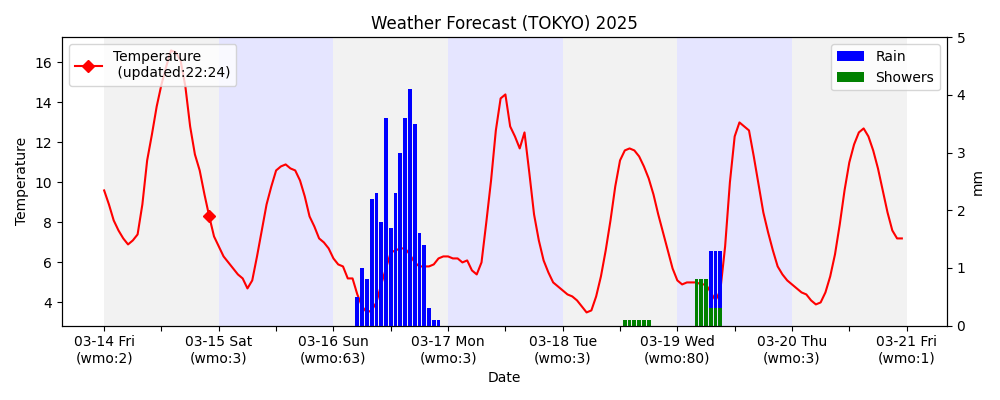 Weather Forecast (TOKYO) 2025
Temperature
(updated:22:24)
Rain
Showers
16
14
12
10
8
6
4
Temperature
5
4
3
2
1
0
mm
03-14 Fri
(wmo:2)
03-15 Sat
(wmo:3)
03-16 Sun
(wmo:63)
03-17 Mon
(wmo:3)
03-18 Tue
(wmo:3)
03-19 Wed
(wmo:80)
03-20 Thu
(wmo:3)
03-21 Fri
(wmo:1)
Date